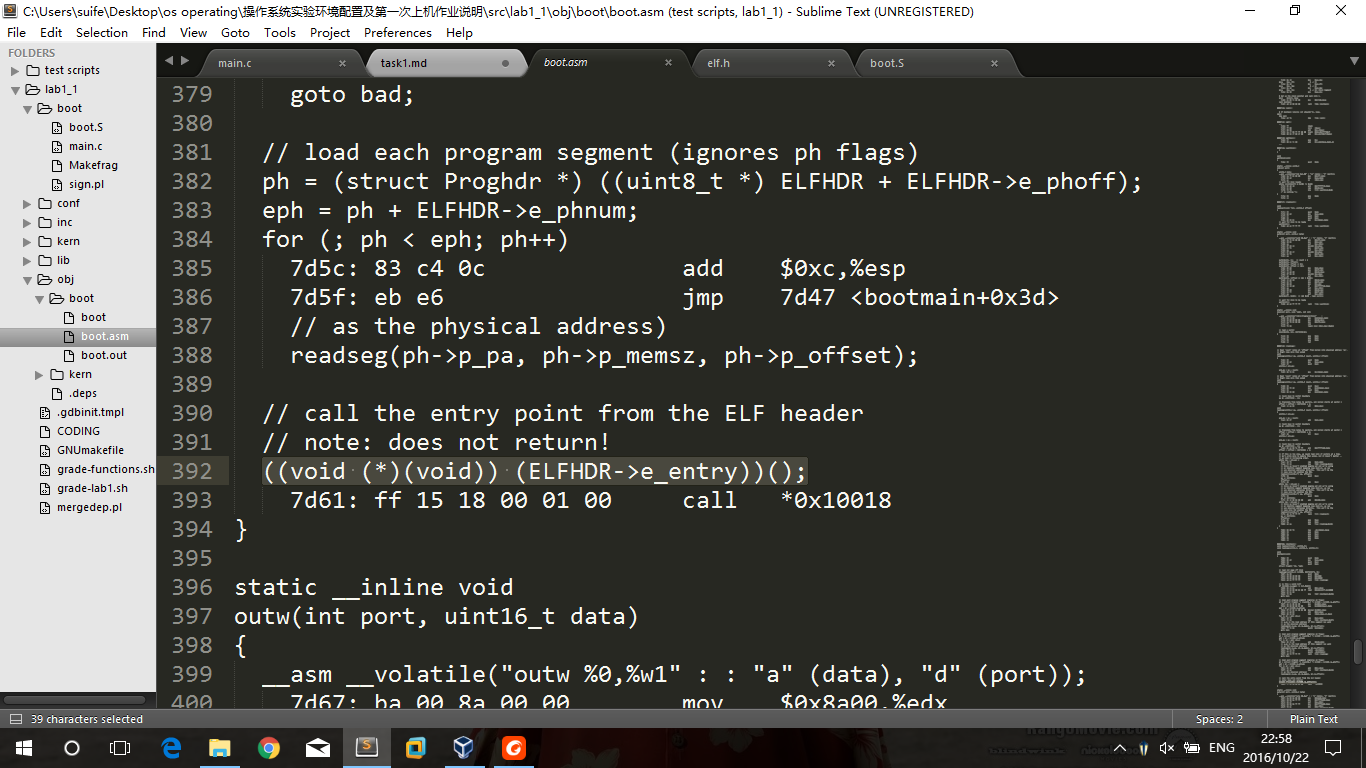 C:\Users\suife\Desktop\os operating\操作系统实验环境配置及第一次上机作业说明\src\lab1_1\obj\boot\boot.asm (test scripts, lab1_1) - Sublime Text (UNREGISTERED)
File Edit Selection Find View Goto Tools Project Preferences Help
FOLDERS
test scripts
lab1_1
boot
boot.S
main.c
Makefrag
sign.pl
conf
inc
kern
lib
obj
boot
boot
boot.asm
boot.out
kern
.deps
.gdbinit.tmpl
CODING
GNUmakefile
grade-functions.sh
grade-lab1.sh
mergedep.pl
main.c × task1.md boot.asm × elf.h × boot.S ×
379 goto bad;
380
381 // load each program segment (ignores ph flags)
382 ph = (struct Proghdr *) ((uint8_t *) ELFHDR + ELFHDR->e_phoff);
383 eph = ph + ELFHDR->e_phnum;
384 for (; ph < eph; ph++)
385 7d5c: 83 c4 0c add $0xc,%esp
386 7d5f: eb e6 jmp 7d47 <bootmain+0x3d>
387 // as the physical address)
388 readseg(ph->p_pa, ph->p_memsz, ph->p_offset);
389
390 // call the entry point from the ELF header
391 // note: does not return!
392 ((void (*)(void)) (ELFHDR->e_entry))();
393 7d61: ff 15 18 00 01 00 call *0x10018
394 }
395
396 static __inline void
397 outw(int port, uint16_t data)
398 {
399 __asm __volatile("outw %0,%w1" : : "a" (data), "d" (port));
400 7d67: ba 00 8a 00 00 mov $0x8a00,%edx
39 characters selected
Spaces: 2 Plain Text
ENG
22:58
2016/10/22